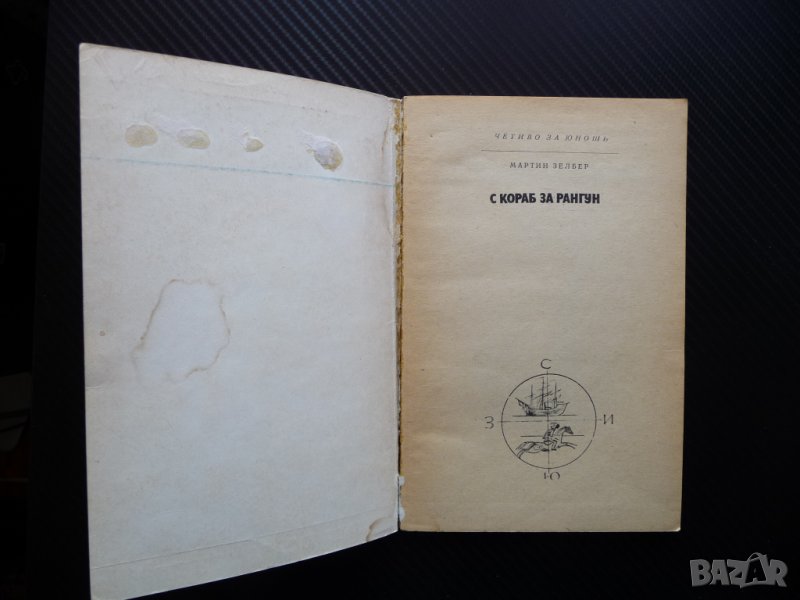 ЧЕТИВО ЗА ЮНОШИ
МАРТИН ЗЕЛБЕР
С КОРАБ ЗА РАНГУН
С
З И
Ю
BAZAR